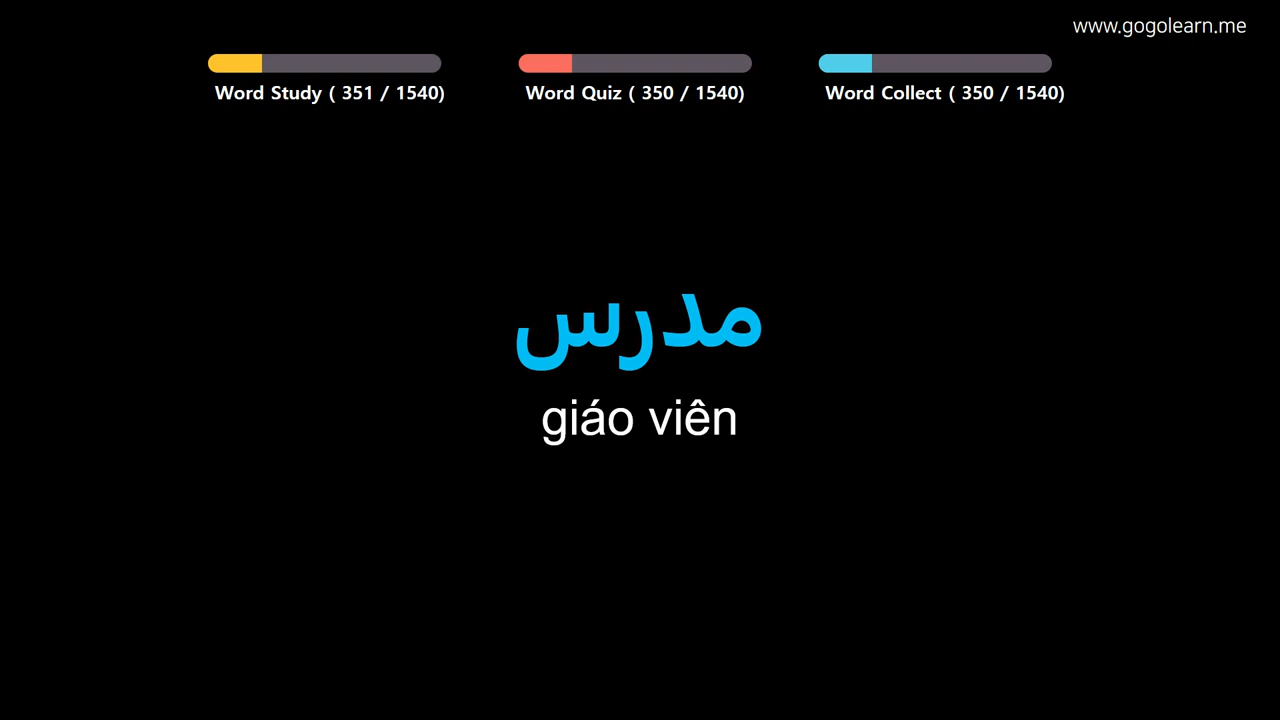 www.gogolearn.me
Word Study ( 351 / 1540)
Word Quiz ( 350 / 1540)
Word Collect ( 350 / 1540)
مدرس
giáo viên